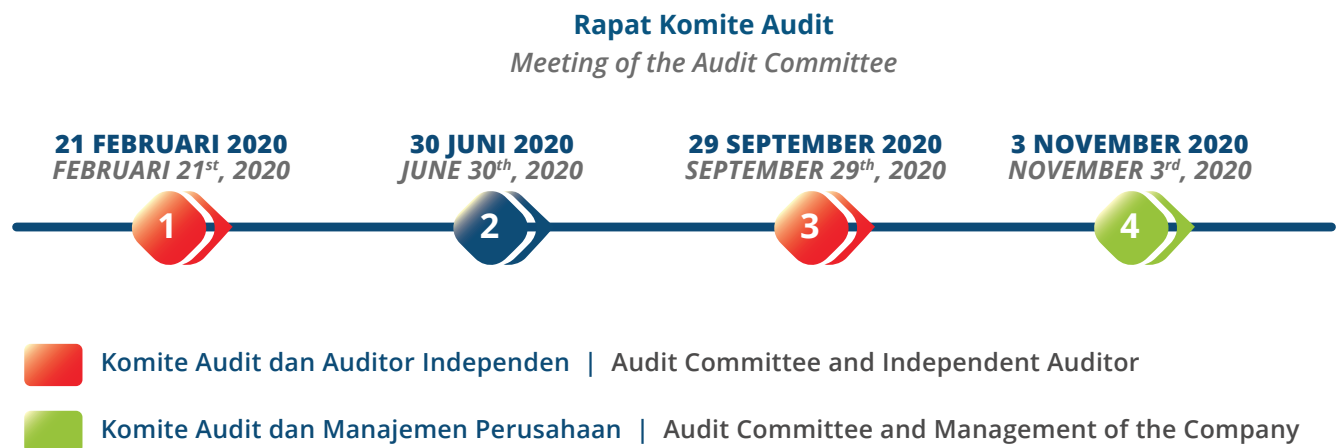 Rapat Komite Audit
Meeting of the Audit Committee
21 FEBRUARI 2020
FEBRUARI 21st, 2020
30 JUNI 2020
JUNE 30th, 2020
29 SEPTEMBER 2020
SEPTEMBER 29th, 2020
3 NOVEMBER 2020
NOVEMBER 3rd, 2020
1
2
3
4
Komite Audit dan Auditor Independen | Audit Committee and Independent Auditor
Komite Audit dan Manajemen Perusahaan | Audit Committee and Management of the Company